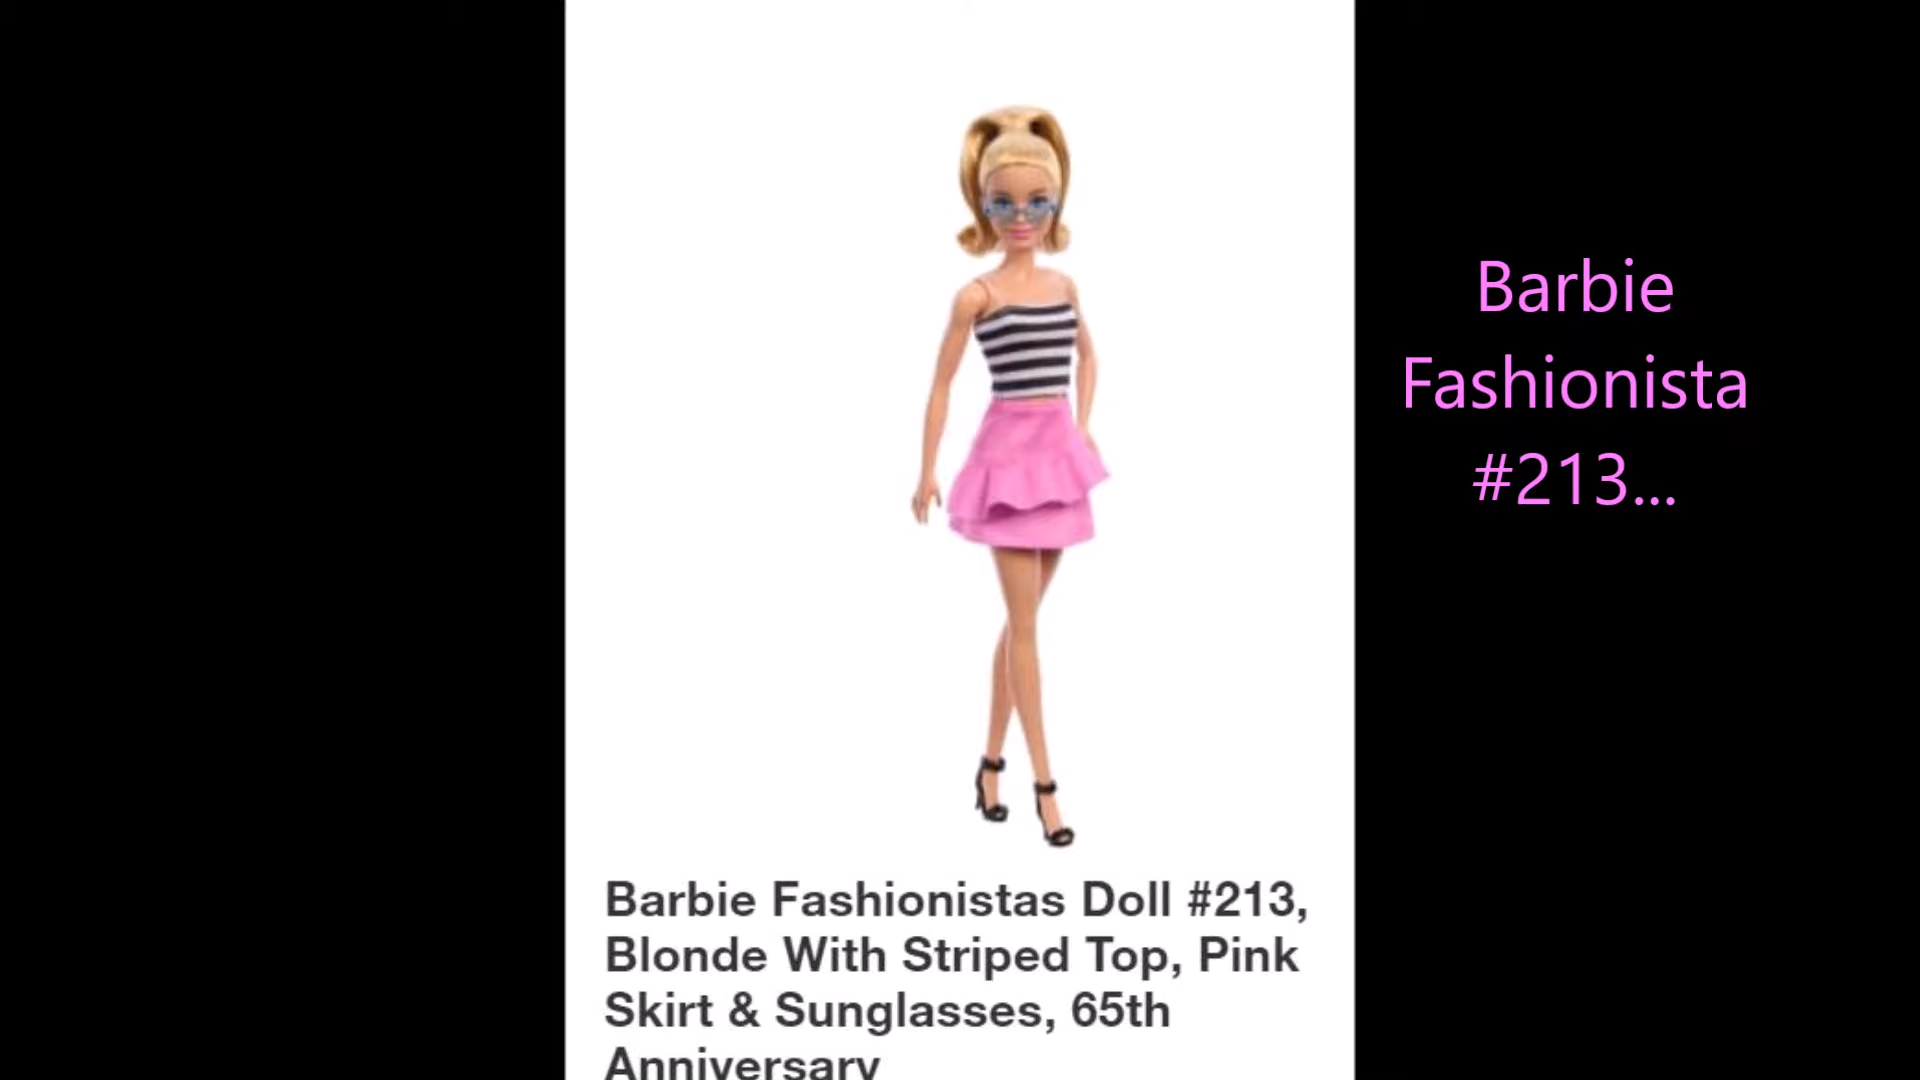 Barbie
Fashionista
#213...
Barbie Fashionistas Doll #213,
Blonde With Striped Top, Pink
Skirt & Sunglasses, 65th
Anniversary